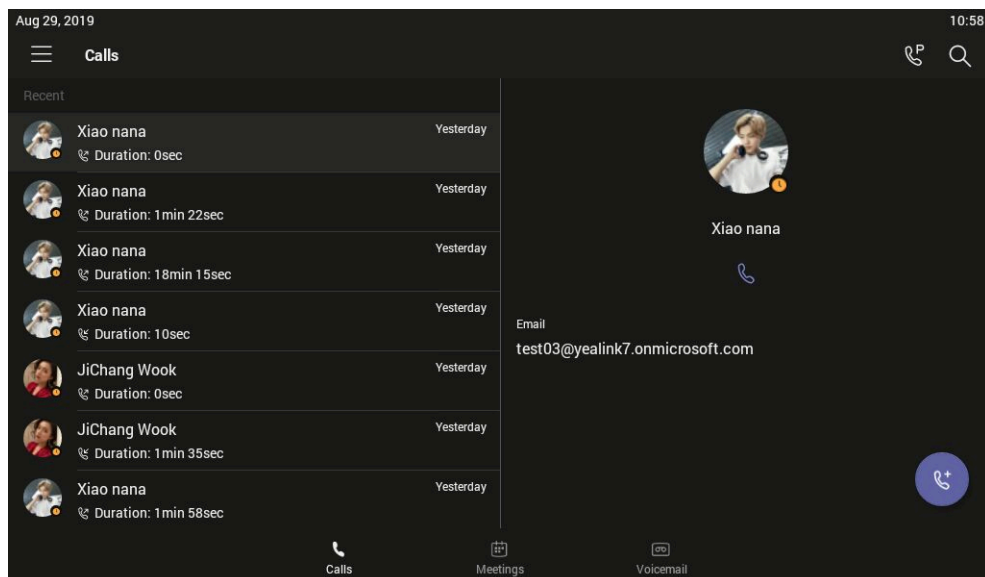 Aug 29, 2019
10:58
Calls
P
Recent
Xiao nana
Yesterday
Duration: 0sec
Xiao nana
Yesterday
Duration: 1min 22sec
Xiao nana
Yesterday
Duration: 18min 15sec
Xiao nana
Yesterday
Duration: 10sec
JiChang Wook
Yesterday
Duration: 0sec
JiChang Wook
Yesterday
Duration: 1min 35sec
Xiao nana
Yesterday
Duration: 1min 58sec
Xiao nana
Email
test03@yealink7.onmicrosoft.com
Calls
Meetings
Voicemail